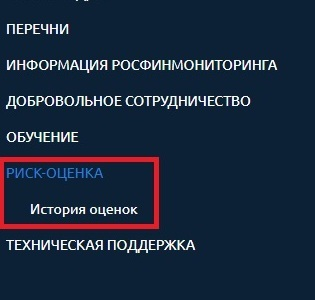 ПЕРЕЧНИ
ИНФОРМАЦИЯ РОСФИНМОНИТОРИНГА
ДОБРОВОЛЬНОЕ СОТРУДНИЧЕСТВО
ОБУЧЕНИЕ
РИСК-ОЦЕНКА
История оценок
ТЕХНИЧЕСКАЯ ПОДДЕРЖКА